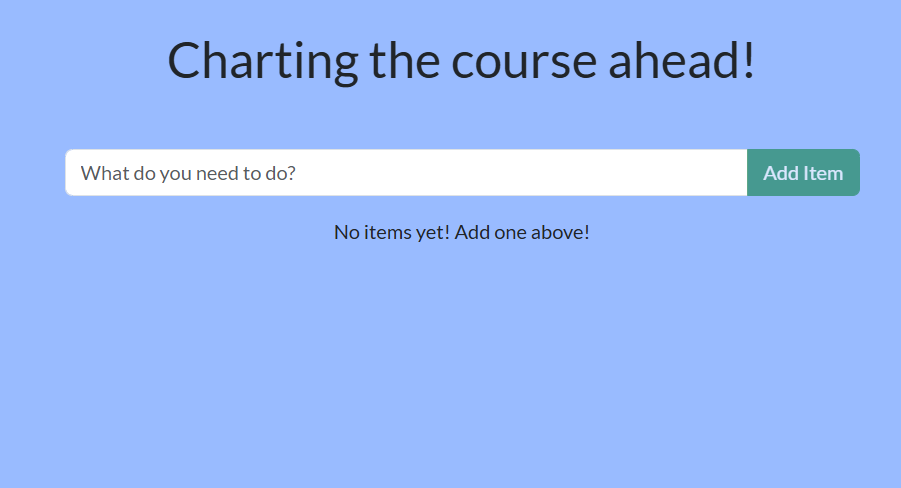 Charting the course ahead!
What do you need to do?
Add Item
No items yet! Add one above!